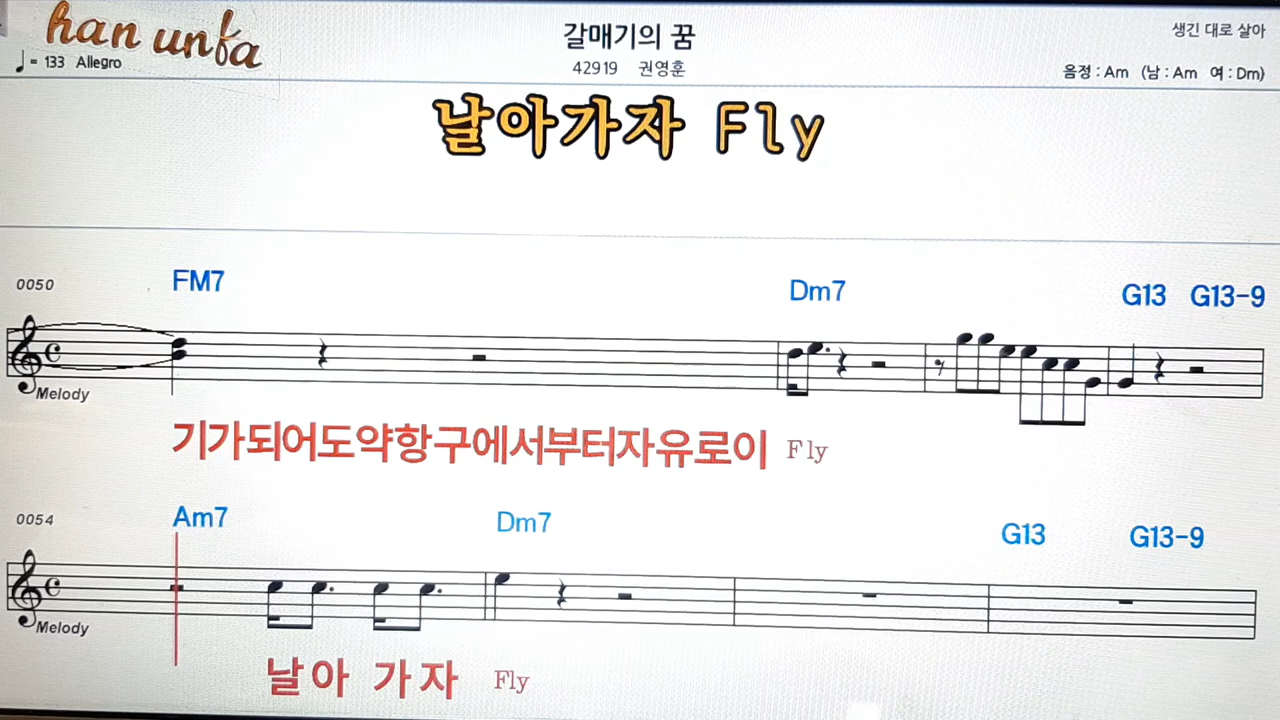 han unfa
갈매기의 꿈
생긴 대로 살아
♩= 133 Allegro
42919 권영훈
음정 : Am (남 : Am 여 : Dm)
날아가자 Fly
0050 FM7 Dm7 G13 G13-9
Melody
기가되어도약항구에서부터자유로이 Fly
0054 Am7 Dm7 G13 G13-9
Melody
날아 가자 Fly